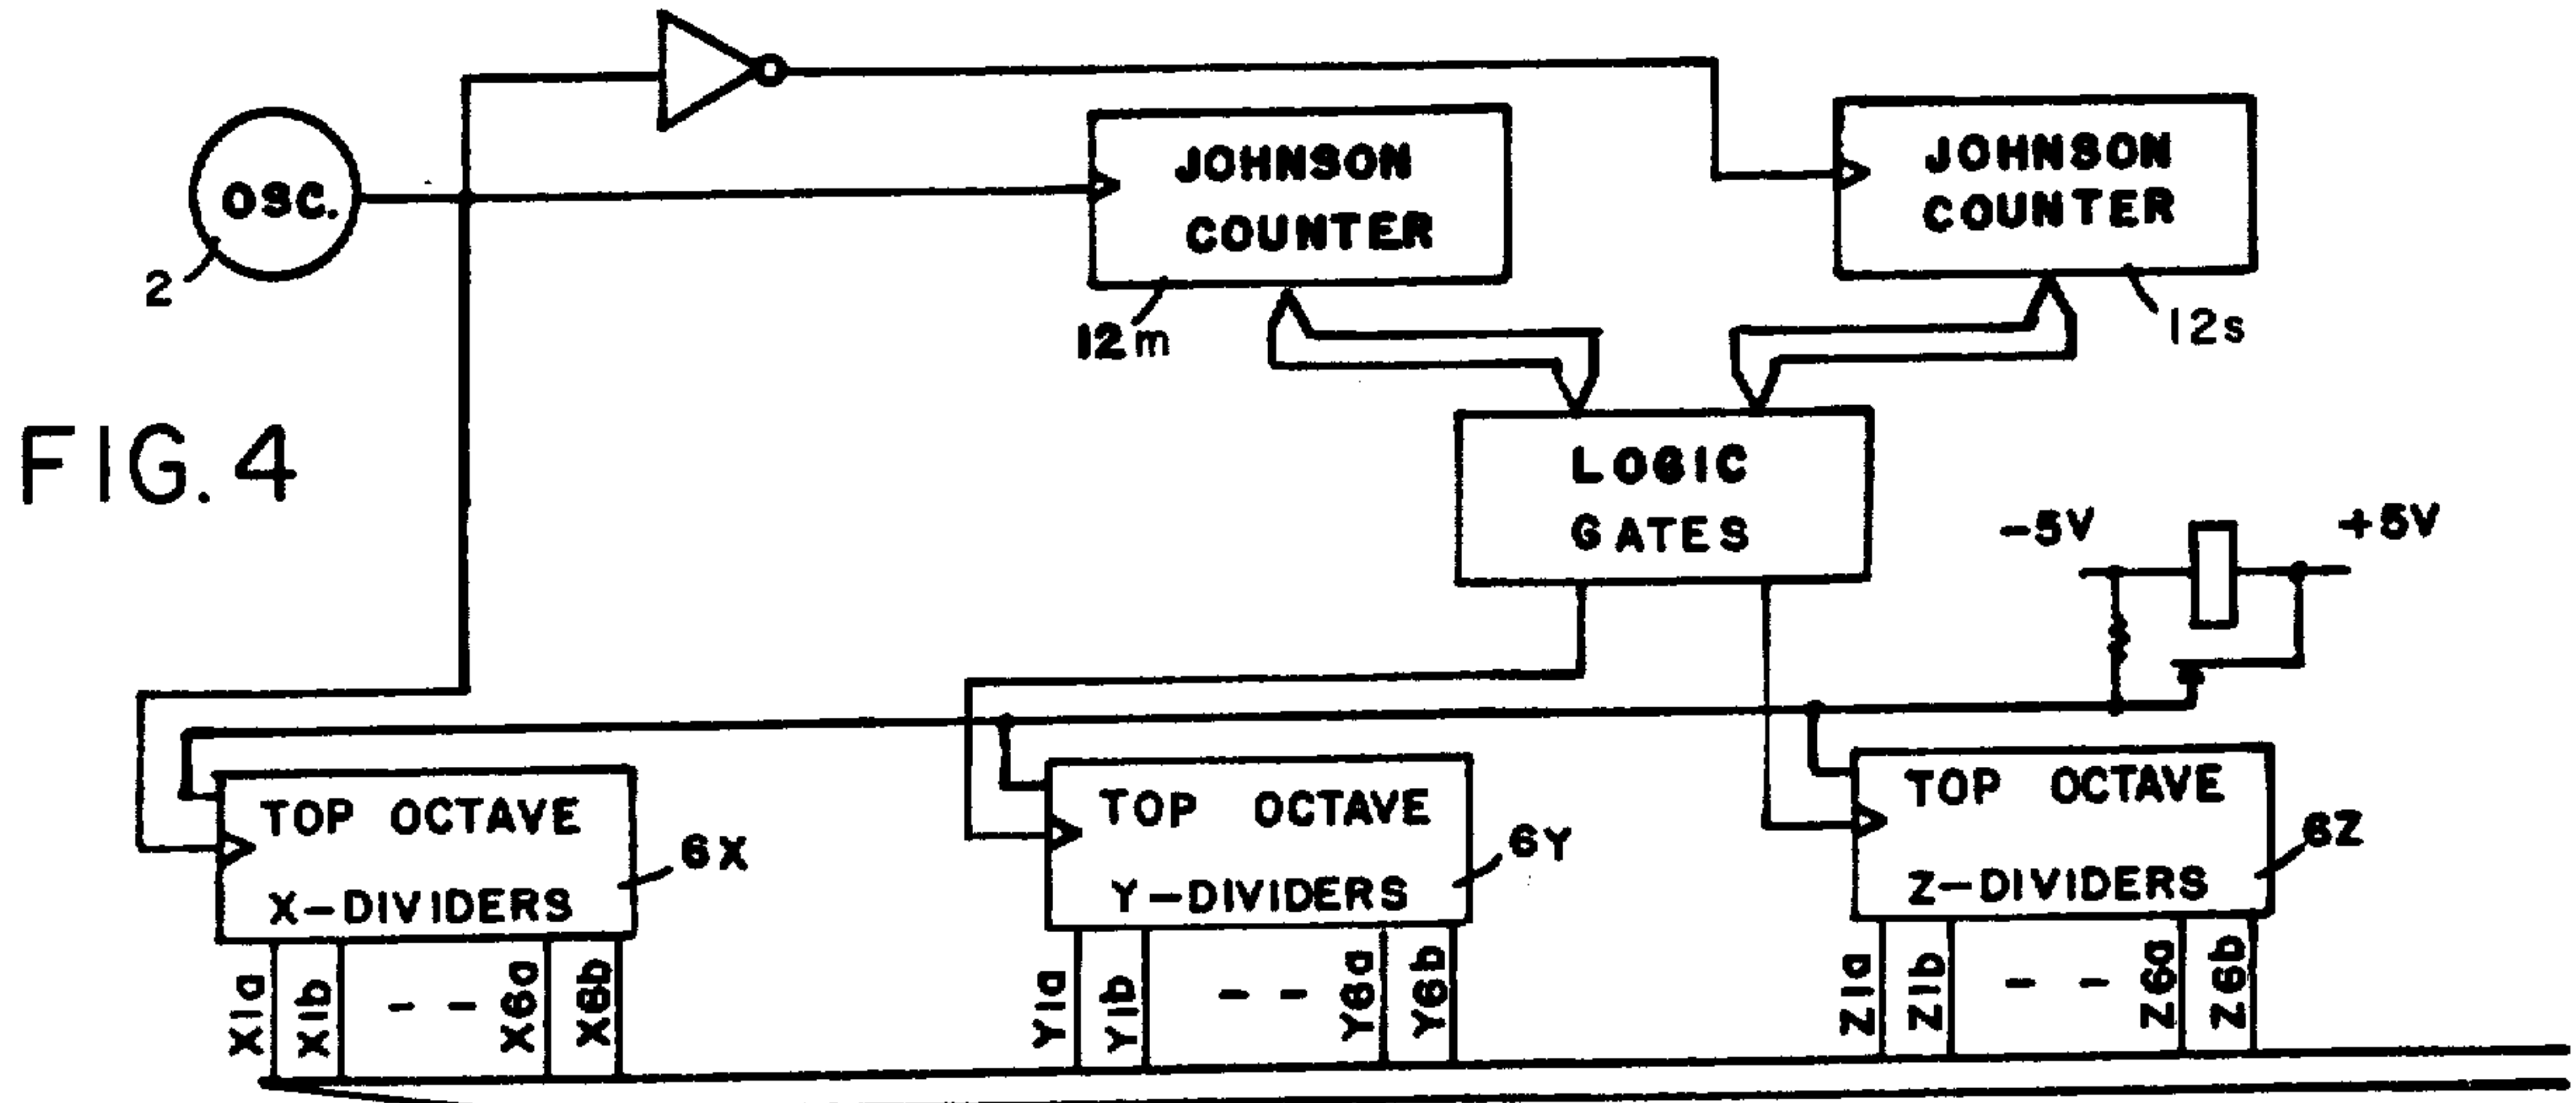 OSC.
2
JOHNSON
COUNTER
12m
JOHNSON
COUNTER
12s
FIG. 4
LOGIC
GATES
-5V
+5V
TOP OCTAVE
X-DIVIDERS
6X
TOP OCTAVE
Y-DIVIDERS
6Y
TOP OCTAVE
Z-DIVIDERS
6Z
X1a
X1b
- -
X6a
X6b
Y1a
Y1b
- -
Y6a
Y6b
Z1a
Z1b
- -
Z6a
Z6b